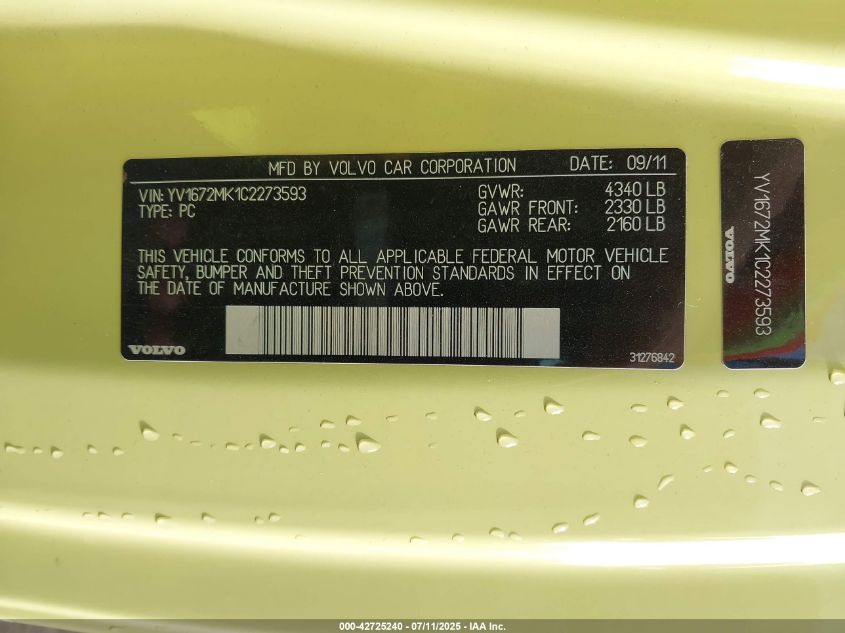 MFD BY VOLVO CAR CORPORATION DATE: 09/11
VIN: YV1672MK1C2273593 GVWR: 4340 LB
TYPE: PC GAWR FRONT: 2330 LB
GAWR REAR: 2160 LB
THIS VEHICLE CONFORMS TO ALL APPLICABLE FEDERAL MOTOR VEHICLE
SAFETY, BUMPER AND THEFT PREVENTION STANDARDS IN EFFECT ON
THE DATE OF MANUFACTURE SHOWN ABOVE.
VOLVO 31276842
YV1672MK1C2273593
VOLVO
000-42725240 - 07/11/2025 - IAA Inc.